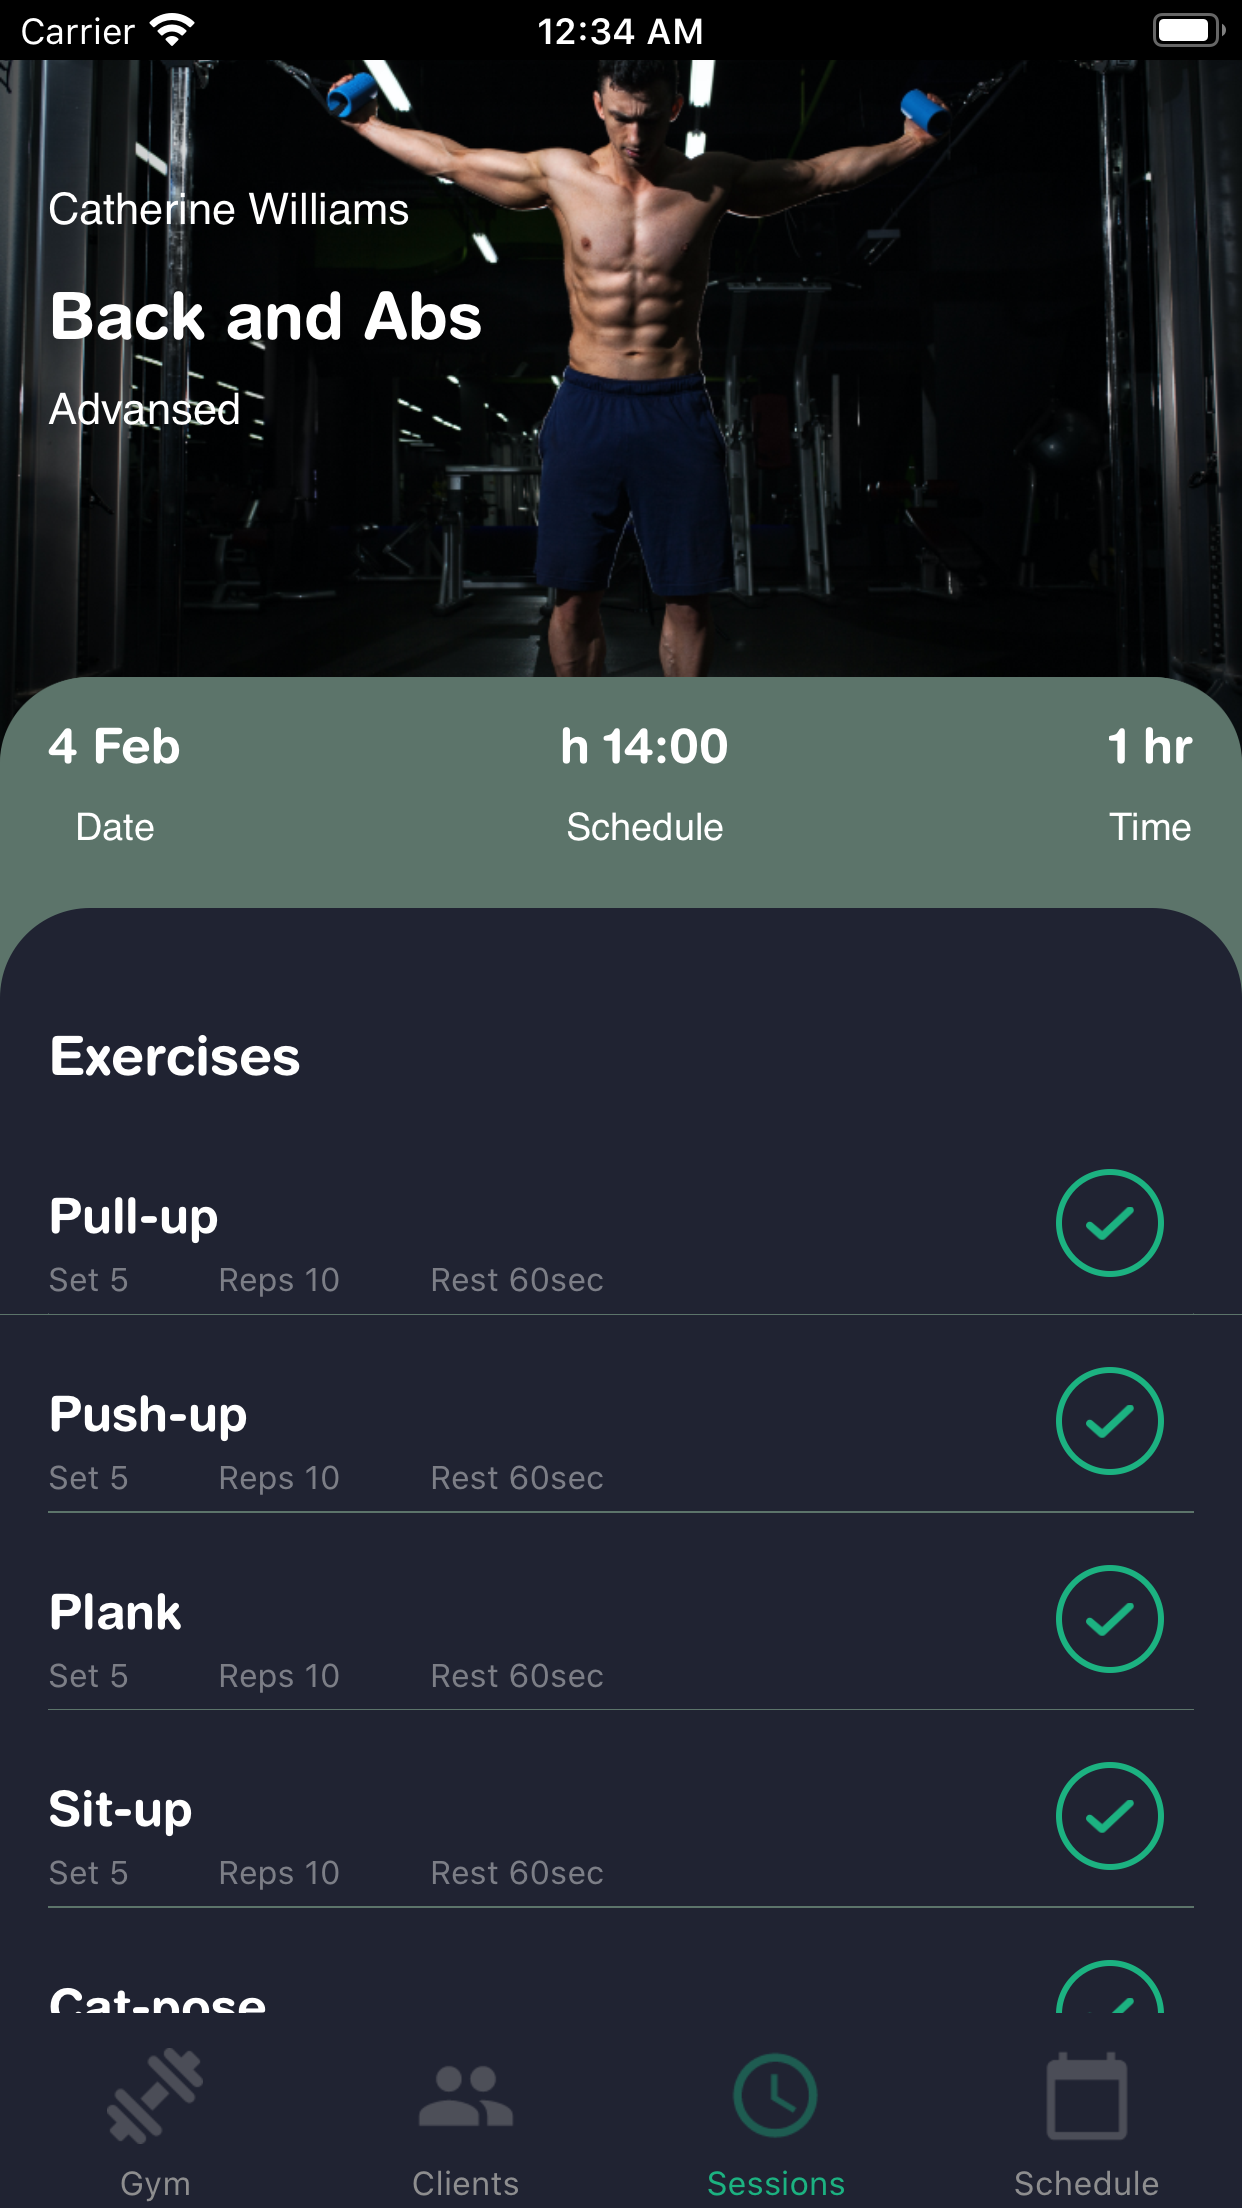 Carrier 12:34 AM
Catherine Williams
Back and Abs
Advansed
4 Feb h 14:00 1 hr
Date Schedule Time
Exercises
Pull-up
Set 5 Reps 10 Rest 60sec
Push-up
Set 5 Reps 10 Rest 60sec
Plank
Set 5 Reps 10 Rest 60sec
Sit-up
Set 5 Reps 10 Rest 60sec
Cat-pose
Gym Clients Sessions Schedule